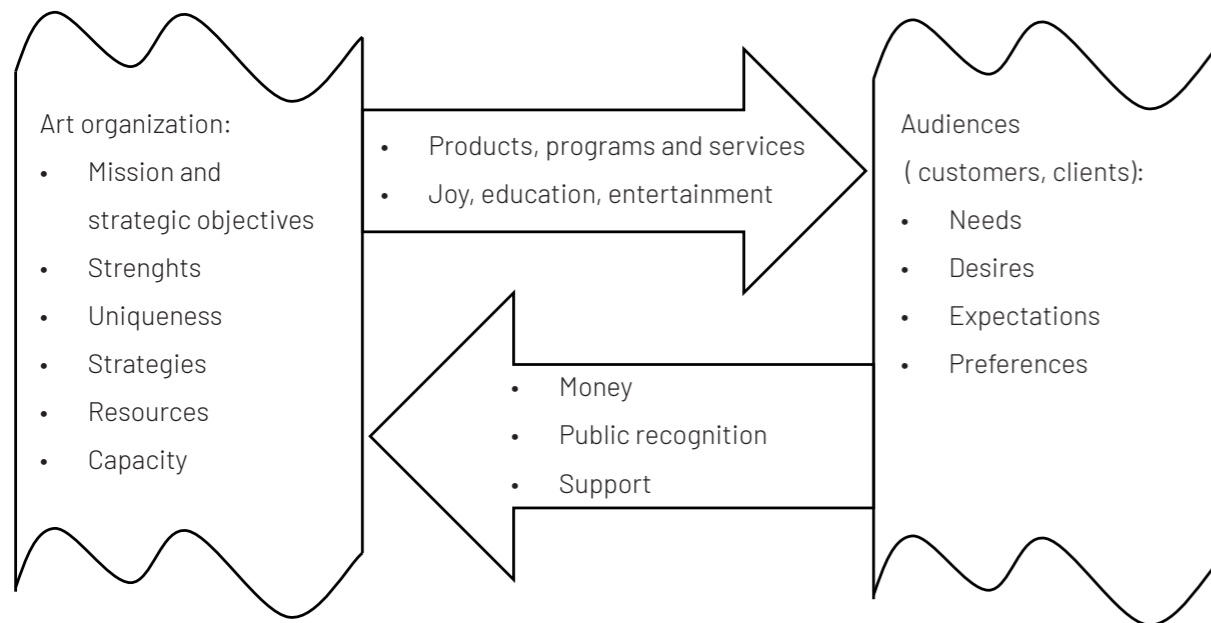 Art organization:
• Mission and
strategic objectives
• Strenghts
• Uniqueness
• Strategies
• Resources
• Capacity
• Products, programs and services
• Joy, education, entertainment
• Money
• Public recognition
• Support
Audiences
( customers, clients):
• Needs
• Desires
• Expectations
• Preferences